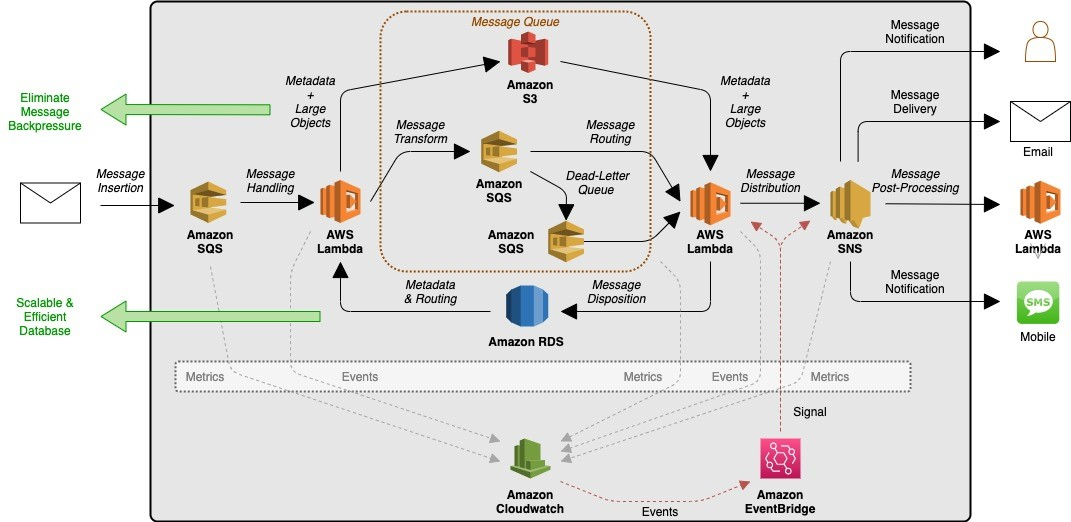 Message Queue
Message
Notification
Metadata
+
Large
Objects
Amazon
S3
Metadata
+
Large
Objects
Eliminate
Message
Backpressure
Message
Delivery
Message
Transform
Message
Routing
Email
Message
Insertion
Message
Handling
Amazon
SQS
Dead-Letter
Queue
Message
Distribution
Message
Post-Processing
Amazon
SQS
AWS
Lambda
Amazon
SQS
AWS
Lambda
Amazon
SNS
AWS
Lambda
Metadata
& Routing
Message
Disposition
Message
Notification
Scalable &
Efficient
Database
SMS
Amazon RDS
Mobile
Metrics
Events
Metrics
Events
Metrics
Signal
Amazon
Cloudwatch
Amazon
EventBridge
Events